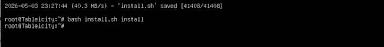 2026-05-03 23:27:44 (40.3 MB/s) - 'install.sh' saved [41408/41408]
root@Tableicity:~# bash install.sh install
root@Tableicity:~#